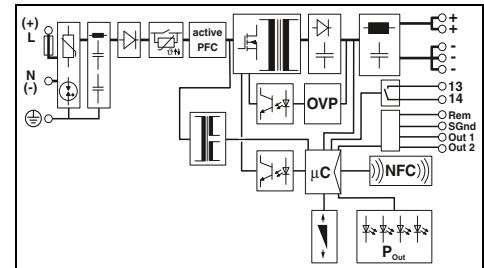 (+)
L
N
(-)
active
PFC
ϑ
OVP
μC
NFC
P Out
+
+
-
-
-
13
14
Rem
SGnd
Out 1
Out 2